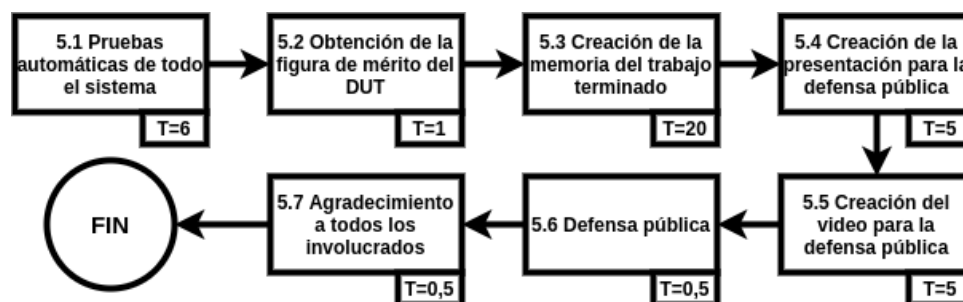 5.1 Pruebas
automáticas de todo
el sistema
T=6
5.2 Obtención de la
figura de mérito del
DUT
T=1
5.3 Creación de la
memoria del trabajo
terminado
T=20
5.4 Creación de la
presentación para la
defensa pública
T=5
5.5 Creación del
video para la
defensa pública
T=5
5.6 Defensa pública
T=0,5
5.7 Agradecimiento
a todos los
involucrados
T=0,5
FIN